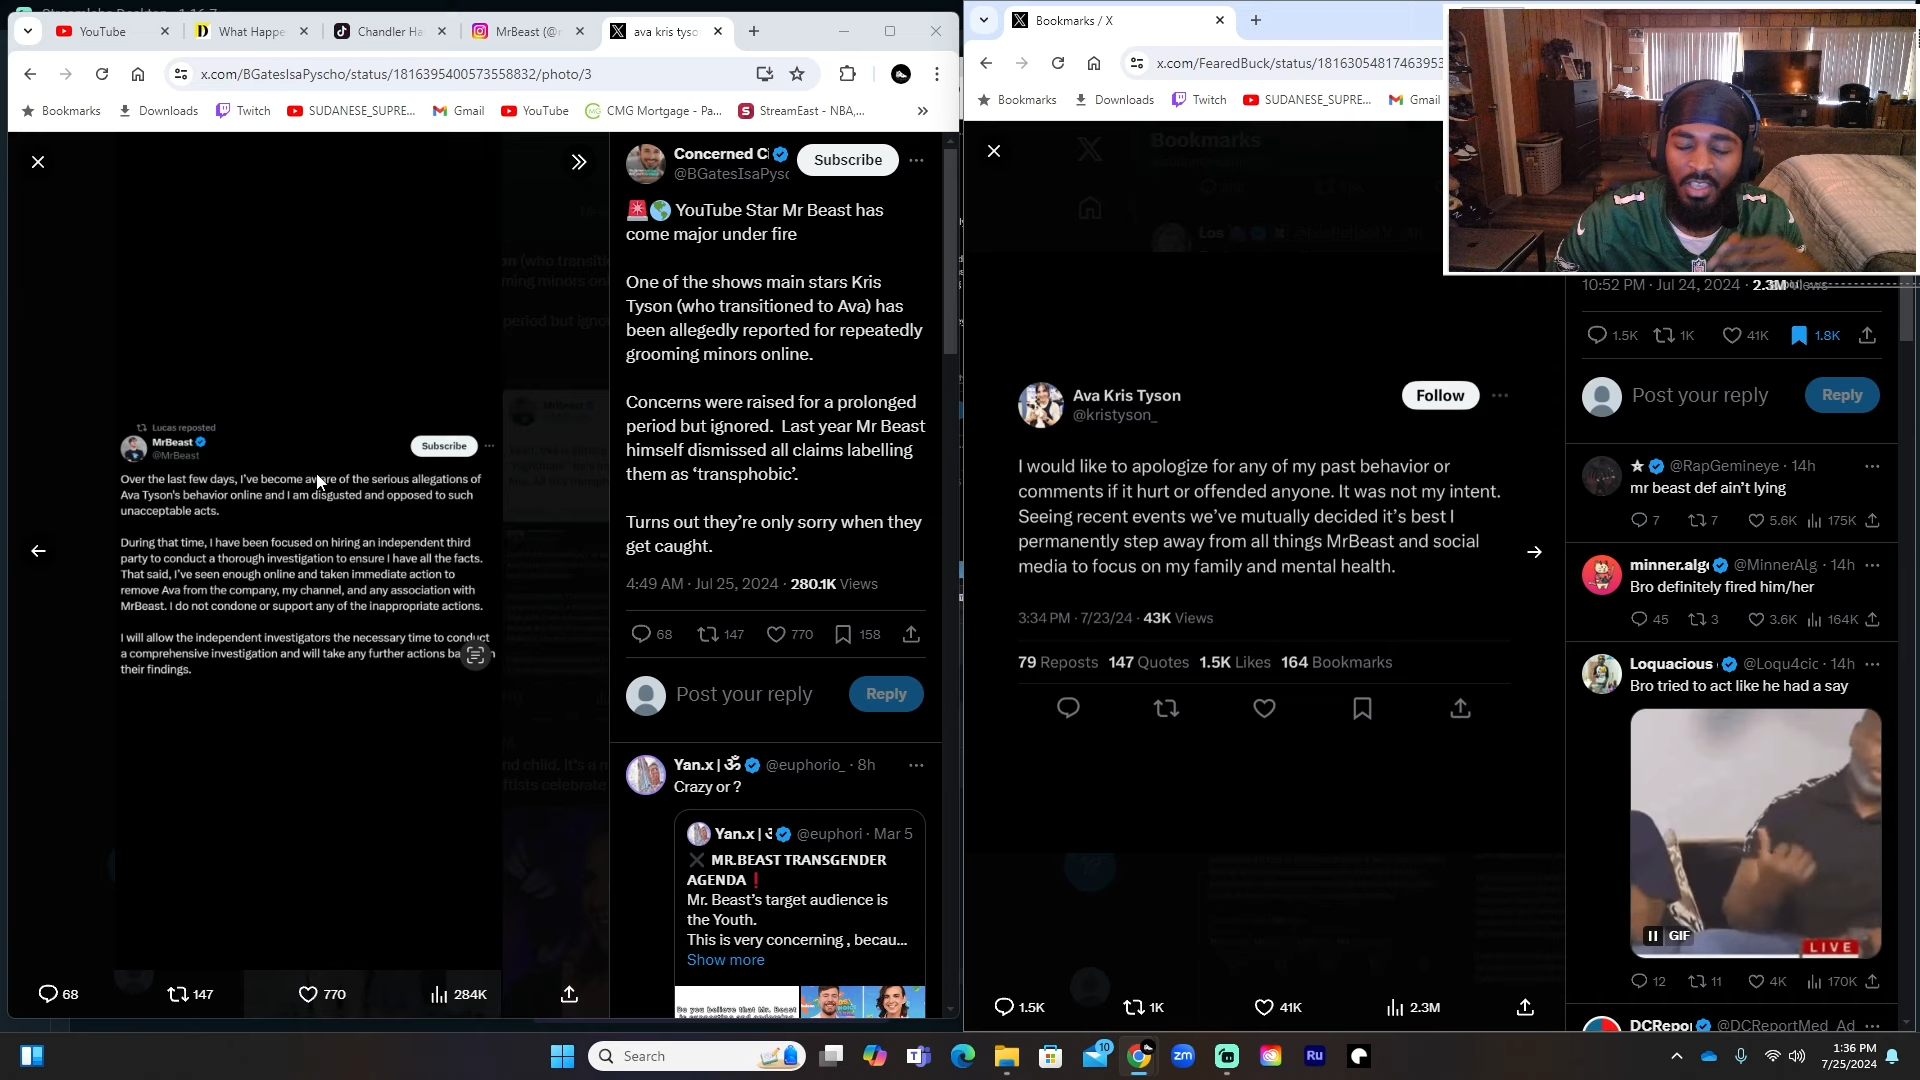 YouTube
What Happe
Chandler Ha
MrBeast (@r
ava kris tyso
x.com/BGatesIsaPyscho/status/1816395400573558832/photo/3
Bookmarks
Downloads
Twitch
SUDANESE_SUPRE...
Gmail
YouTube
CMG Mortgage - Pa...
StreamEast - NBA,...
Lucas reposted
MrBeast
@MrBeast
Subscribe
Over the last few days, I've become aware of the serious allegations of
Ava Tyson's behavior online and I am disgusted and opposed to such
unacceptable acts.
During that time, I have been focused on hiring an independent third
party to conduct a thorough investigation to ensure I have all the facts.
That said, I've seen enough online and taken immediate action to
remove Ava from the company, my channel, and any association with
MrBeast. I do not condone or support any of the inappropriate actions.
I will allow the independent investigators the necessary time to conduct
a comprehensive investigation and will take any further actions ba
their findings.
68
147
770
284K
Concerned Ci
@BGatesIsaPysc
Subscribe
🚨🌎 YouTube Star Mr Beast has
come major under fire
One of the shows main stars Kris
Tyson (who transitioned to Ava) has
been allegedly reported for repeatedly
grooming minors online.
Concerns were raised for a prolonged
period but ignored. Last year Mr Beast
himself dismissed all claims labelling
them as ‘transphobic’.
Turns out they’re only sorry when they
get caught.
4:49 AM · Jul 25, 2024 · 280.1K Views
68
147
770
158
Post your reply
Reply
Yan.x | ॐ @euphorio_ · 8h
Crazy or ?
Yan.x | @euphori · Mar 5
MR.BEAST TRANSGENDER
AGENDA❗
Mr. Beast’s target audience is
the Youth.
This is very concerning , becau...
Show more
Bookmarks / X
x.com/FearedBuck/status/18163054817463953
Bookmarks
Downloads
Twitch
SUDANESE_SUPRE...
Gmail
Bookmarks
Ava Kris Tyson
@kristyson_
Follow
I would like to apologize for any of my past behavior or
comments if it hurt or offended anyone. It was not my intent.
Seeing recent events we've mutually decided it's best I
permanently step away from all things MrBeast and social
media to focus on my family and mental health.
3:34 PM · 7/23/24 · 43K Views
79 Reposts 147 Quotes 1.5K Likes 164 Bookmarks
1.5K
1K
41K
2.3M
10:52 PM · Jul 24, 2024 · 2.3M Views
1.5K
1K
41K
1.8K
Post your reply
Reply
★ @RapGemineye · 14h
mr beast def ain’t lying
7
7
5.6K
175K
minner.alg @MinnerAlg · 14h
Bro definitely fired him/her
45
3
3.6K
164K
Loquacious @Loqu4cic · 14h
Bro tried to act like he had a say
GIF
LIVE
12
11
4K
170K
DCRepo @DCReportMed Ad
Search
10
zm
Ru
1:36 PM
7/25/2024